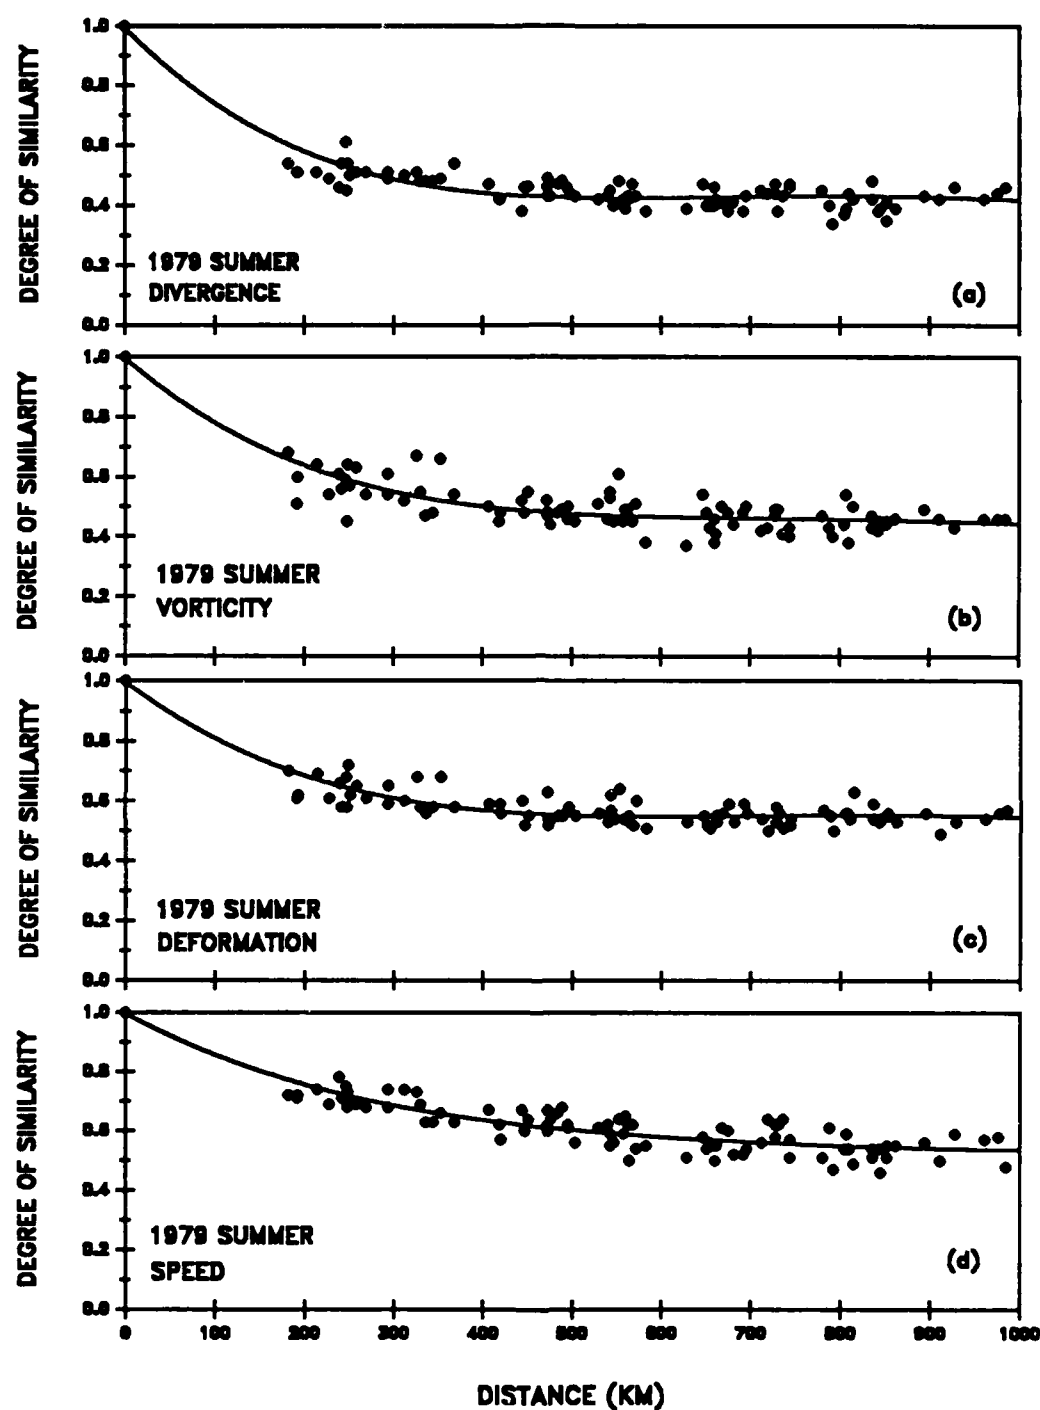 DEGREE OF SIMILARITY
1.0
0.8
0.6
0.4
0.2
0.0
1979 SUMMER
DIVERGENCE
(a)
DEGREE OF SIMILARITY
1.0
0.8
0.6
0.4
0.2
0.0
1979 SUMMER
VORTICITY
(b)
DEGREE OF SIMILARITY
1.0
0.8
0.6
0.4
0.2
0.0
1979 SUMMER
DEFORMATION
(c)
DEGREE OF SIMILARITY
1.0
0.8
0.6
0.4
0.2
0.0
1979 SUMMER
SPEED
(d)
0 100 200 300 400 500 600 700 800 900 1000
DISTANCE (KM)